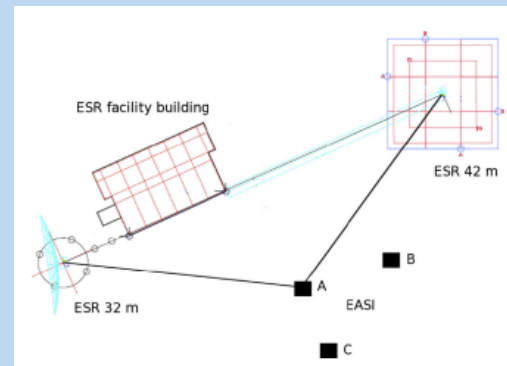 ESR facility building
ESR 42 m
B
A
EASI
ESR 32 m
C